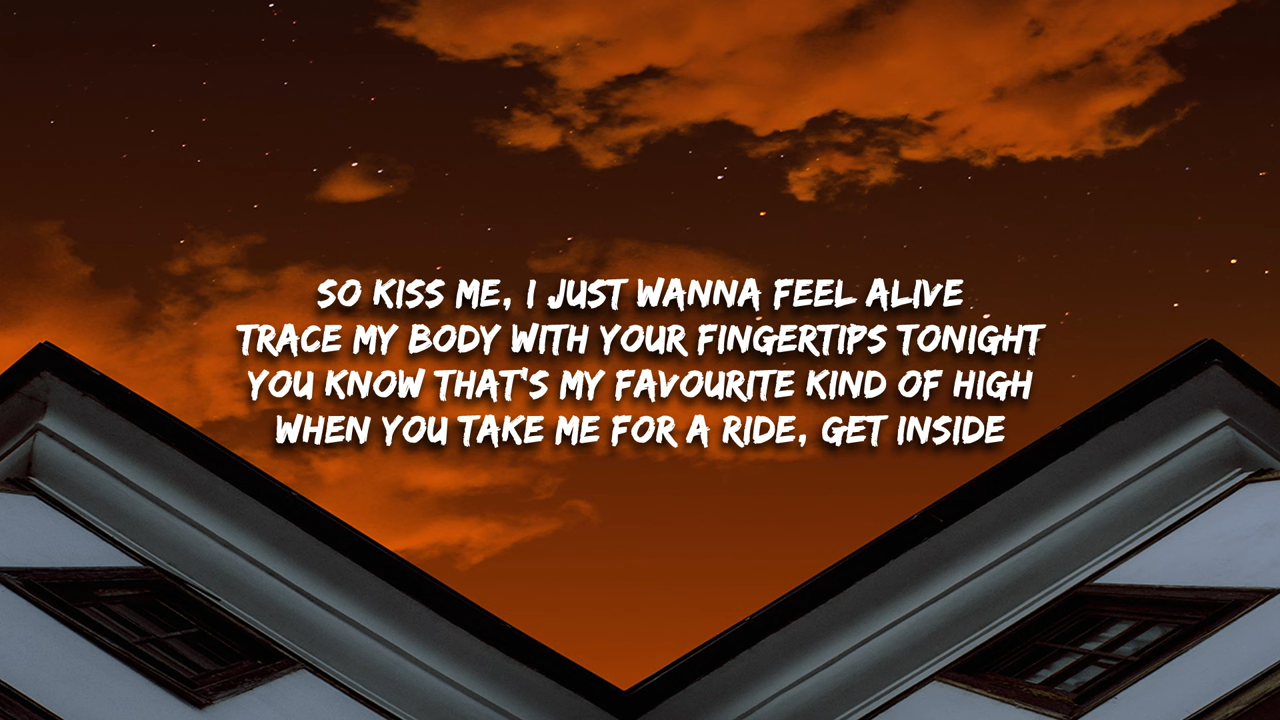 SO KISS ME, I JUST WANNA FEEL ALIVE
TRACE MY BODY WITH YOUR FINGERTIPS TONIGHT
YOU KNOW THAT'S MY FAVOURITE KIND OF HIGH
WHEN YOU TAKE ME FOR A RIDE, GET INSIDE